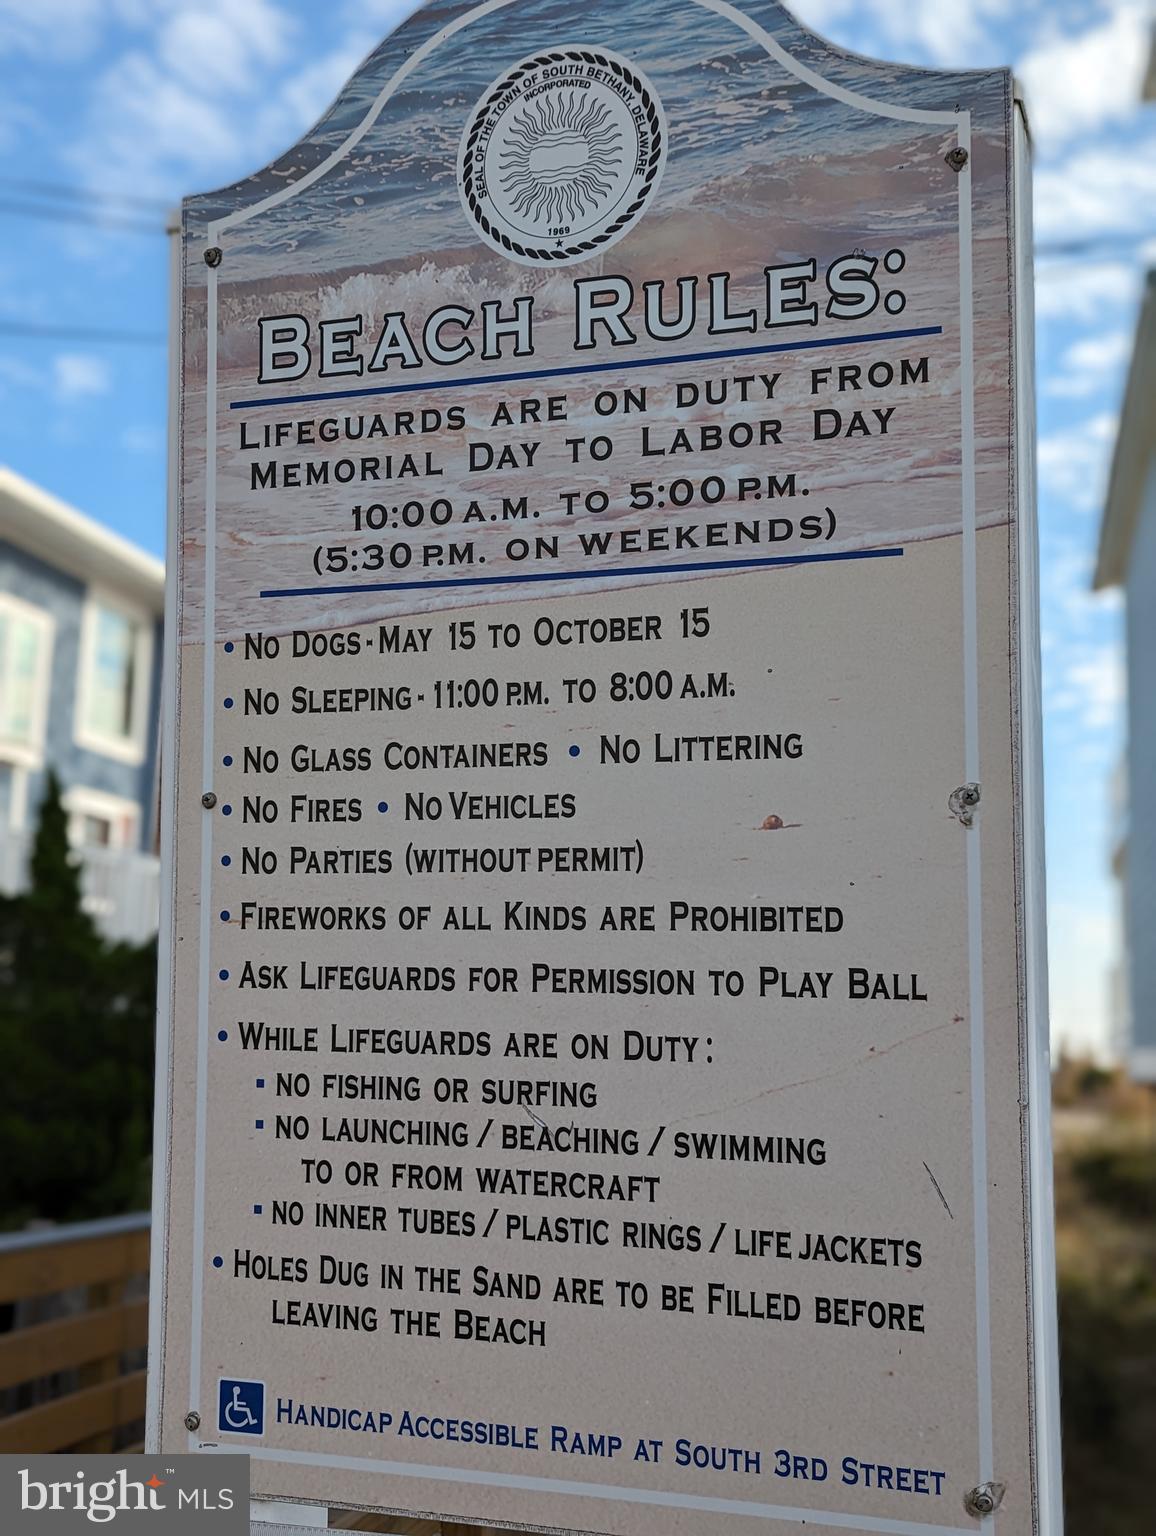 SEAL OF THE TOWN OF SOUTH BETHANY, DELAWARE
INCORPORATED
1969
BEACH RULES:
LIFEGUARDS ARE ON DUTY FROM
MEMORIAL DAY TO LABOR DAY
10:00 A.M. TO 5:00 P.M.
(5:30 P.M. ON WEEKENDS)
• NO DOGS - MAY 15 TO OCTOBER 15
• NO SLEEPING - 11:00 P.M. TO 8:00 A.M.
• NO GLASS CONTAINERS • NO LITTERING
• NO FIRES • NO VEHICLES
• NO PARTIES (WITHOUT PERMIT)
• FIREWORKS OF ALL KINDS ARE PROHIBITED
• ASK LIFEGUARDS FOR PERMISSION TO PLAY BALL
• WHILE LIFEGUARDS ARE ON DUTY:
▪ NO FISHING OR SURFING
▪ NO LAUNCHING / BEACHING / SWIMMING
TO OR FROM WATERCRAFT
▪ NO INNER TUBES / PLASTIC RINGS / LIFE JACKETS
• HOLES DUG IN THE SAND ARE TO BE FILLED BEFORE
LEAVING THE BEACH
HANDICAP ACCESSIBLE RAMP AT SOUTH 3RD STREET
bright™ MLS